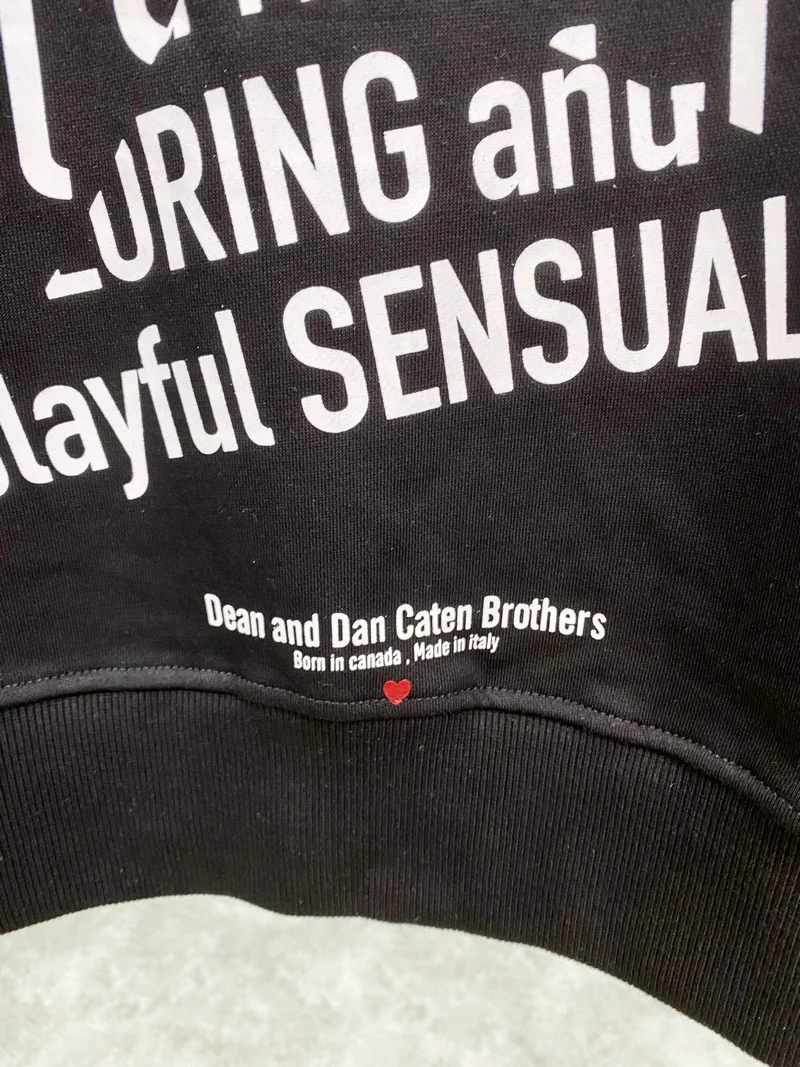 URING and
layful SENSUAL
Dean and Dan Caten Brothers
Born in canada , Made in italy